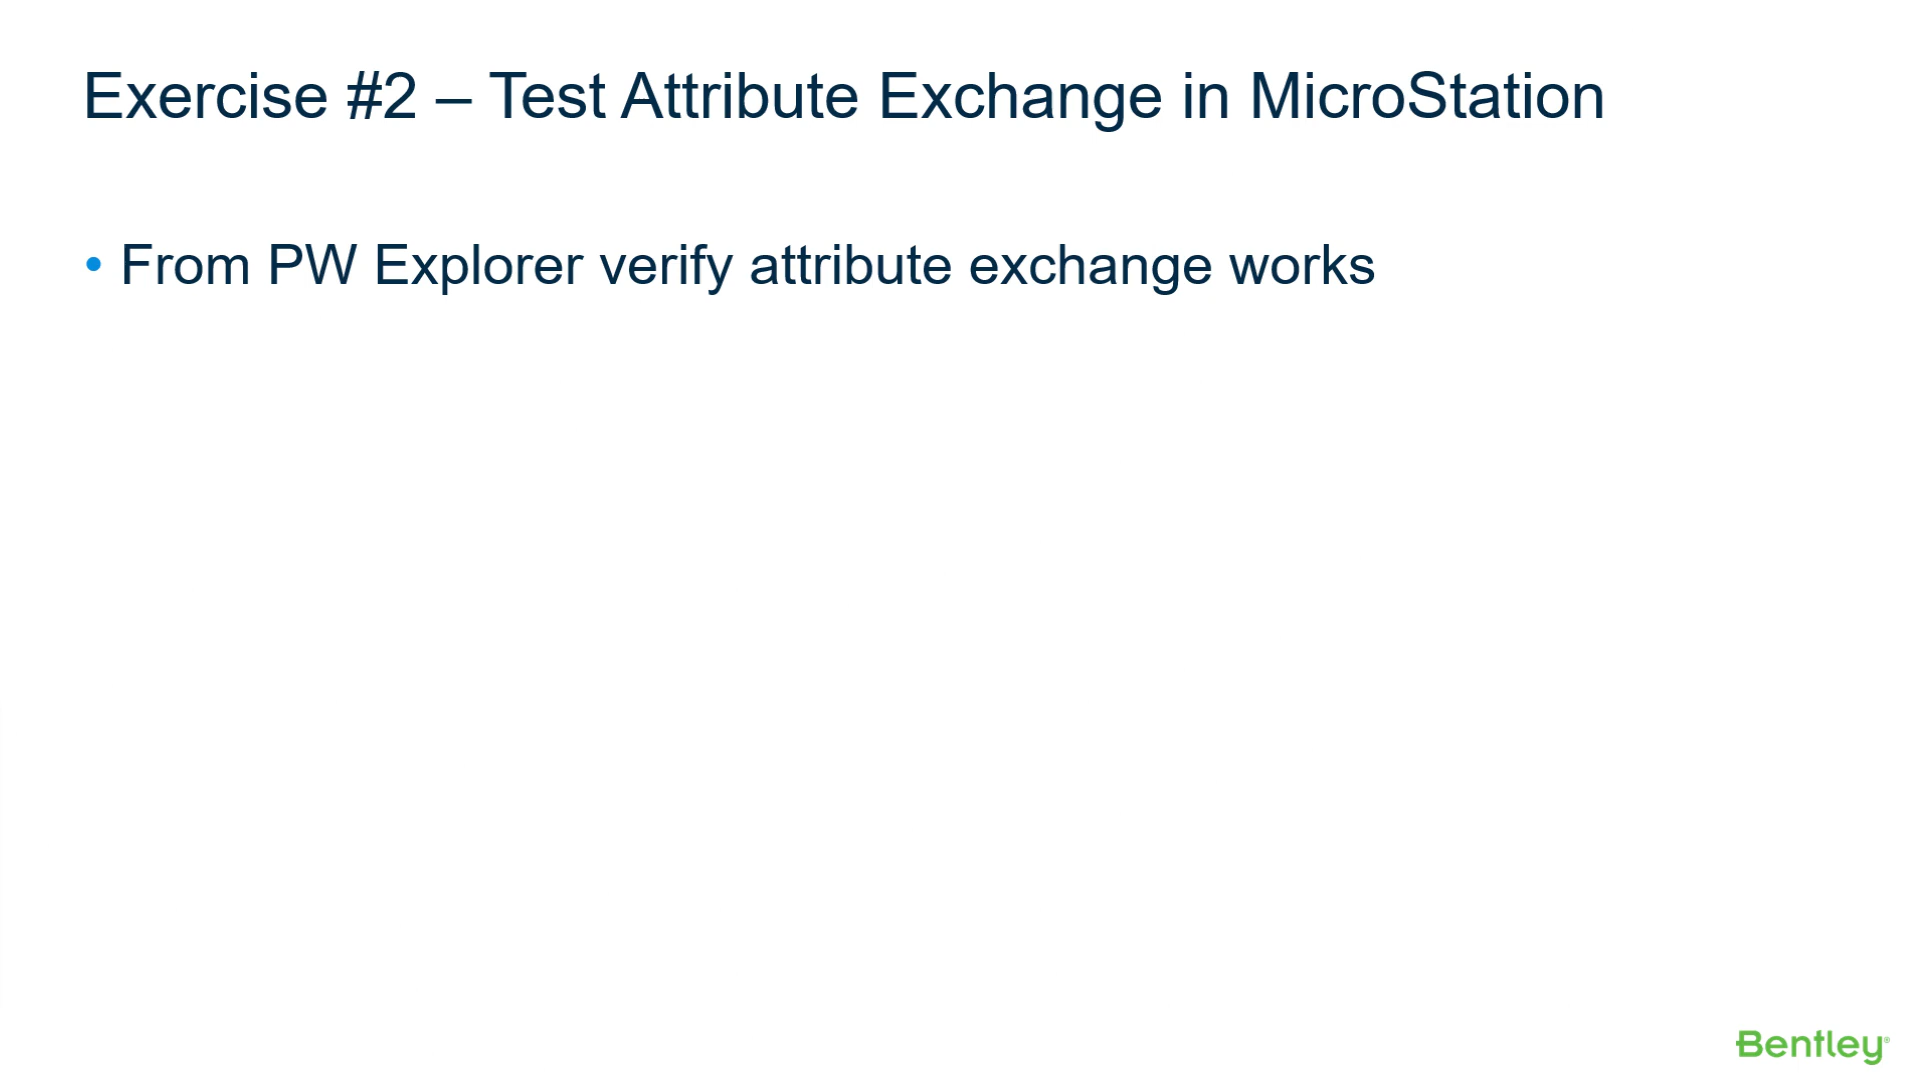 Exercise #2 – Test Attribute Exchange in MicroStation
• From PW Explorer verify attribute exchange works
Bentley®